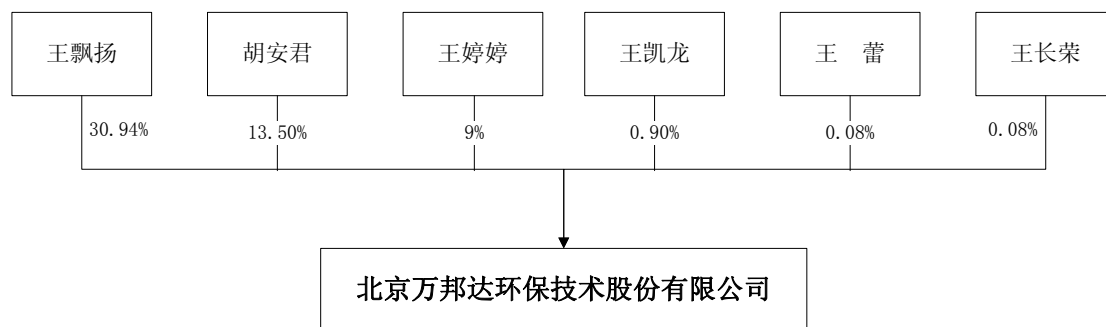 王飘扬 胡安君 王婷婷 王凯龙 王　蕾 王长荣
30.94% 13.50% 9% 0.90% 0.08% 0.08%
北京万邦达环保技术股份有限公司